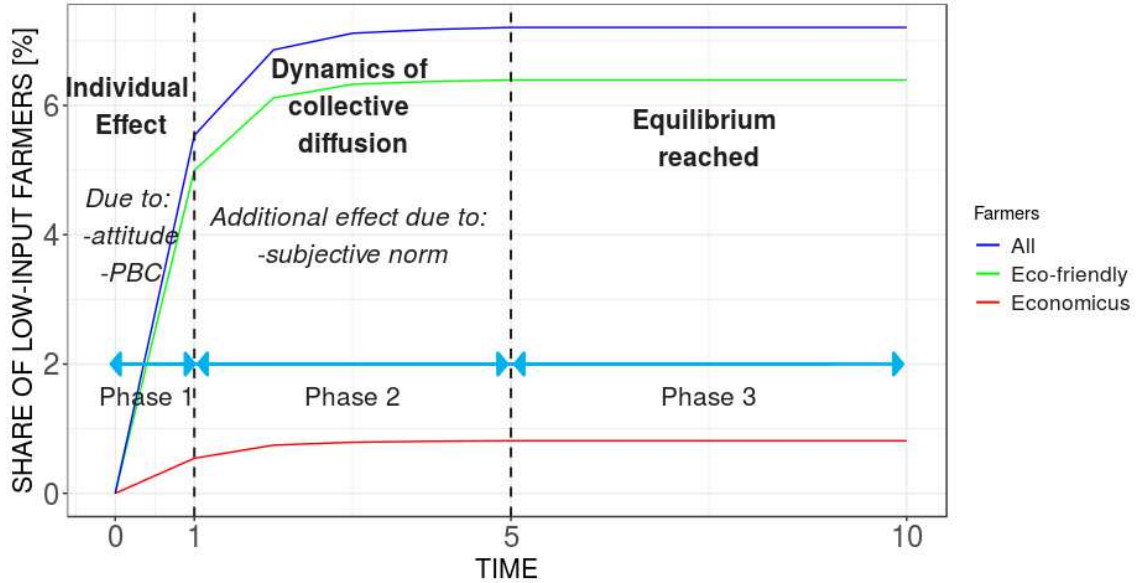 SHARE OF LOW-INPUT FARMERS [%]
6
4
2
0
Individual
Effect
Due to:
-attitude
-PBC
Dynamics of
collective
diffusion
Additional effect due to:
-subjective norm
Equilibrium
reached
Phase 1
Phase 2
Phase 3
0
1
5
10
TIME
Farmers
All
Eco-friendly
Economicus